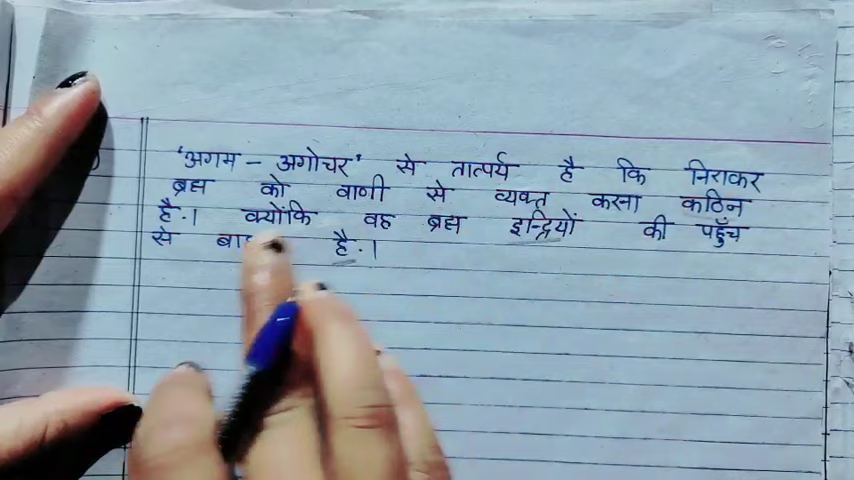 'अगम - अगोचर' से तात्पर्य है कि निराकर
ब्रह्म को वाणी से व्यक्त करना कठिन
है.। क्योंकि वह ब्रह्म इन्द्रियों की पहुँच
से है.।